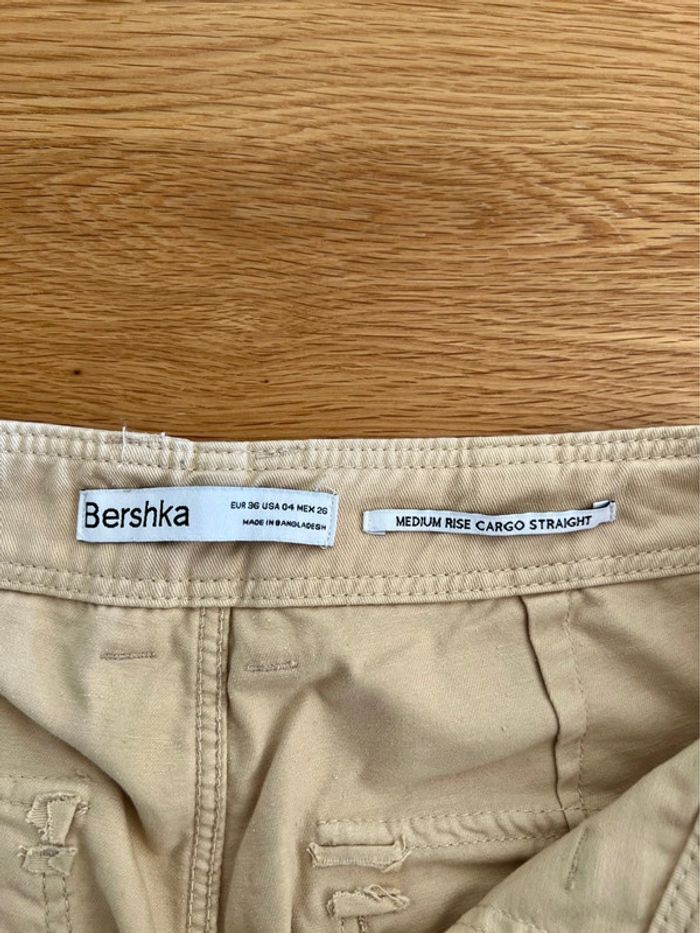 Bershka
EUR 36 USA 04 MEX 26
MADE IN BANGLADESH
MEDIUM RISE CARGO STRAIGHT